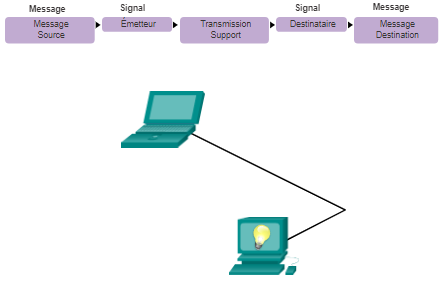 Message Signal Signal Message
Message Émetteur Transmission Destinataire Message
Source Support Destination